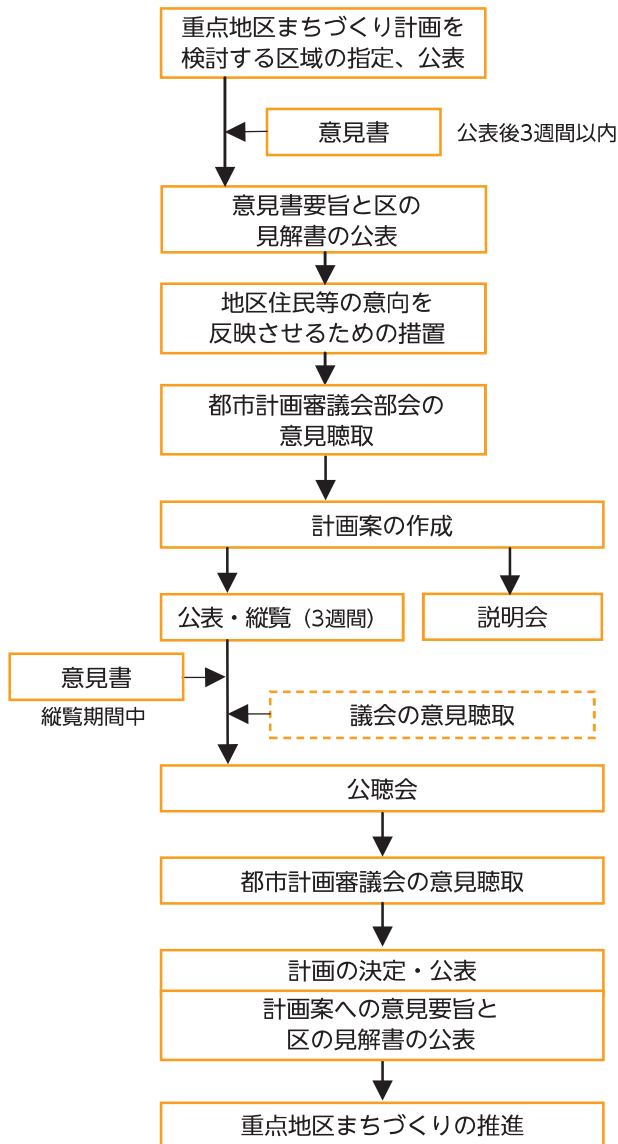 重点地区まちづくり計画を
検討する区域の指定、公表
意見書
公表後3週間以内
意見書要旨と区の
見解書の公表
地区住民等の意向を
反映させるための措置
都市計画審議会部会の
意見聴取
計画案の作成
公表・縦覧（3週間）
説明会
意見書
縦覧期間中
議会の意見聴取
公聴会
都市計画審議会の意見聴取
計画の決定・公表
計画案への意見要旨と
区の見解書の公表
重点地区まちづくりの推進